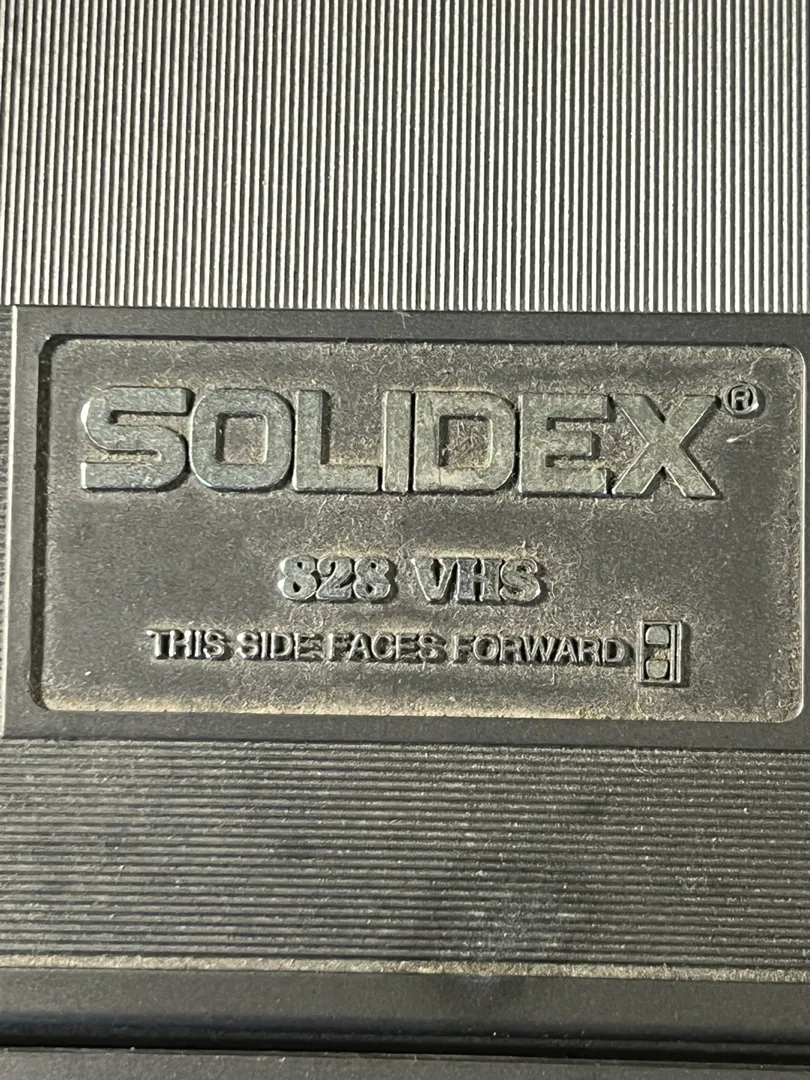 SOLIDEX®
828 VHS
THIS SIDE FACES FORWARD